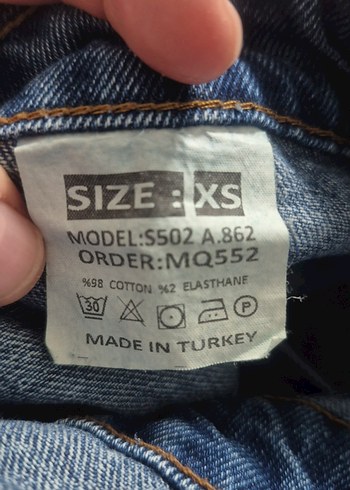 SIZE : XS
MODEL:S502 A.862
ORDER:MQ552
%98 COTTON %2 ELASTHANE
30 P
MADE IN TURKEY